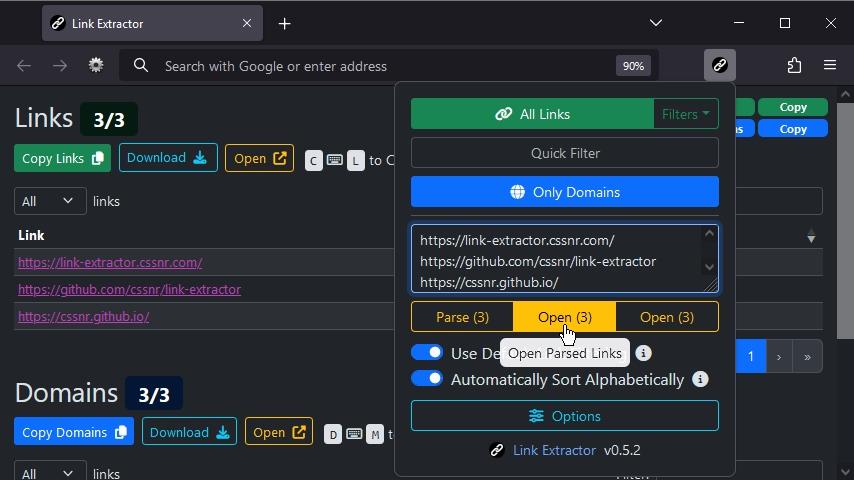 Link Extractor
Search with Google or enter address
90%
Links 3/3
Copy Links
Download
Open
C
L
to C
All
links
Link
https://link-extractor.cssnr.com/
https://github.com/cssnr/link-extractor
https://cssnr.github.io/
Domains 3/3
Copy Domains
Download
Open
D
M
All
links
All Links
Filters
Quick Filter
Only Domains
https://link-extractor.cssnr.com/
https://github.com/cssnr/link-extractor
https://cssnr.github.io/
Parse (3)
Open (3)
Open (3)
Use De
Open Parsed Links
Automatically Sort Alphabetically
Options
Link Extractor v0.5.2
Copy
Copy
1
›
»